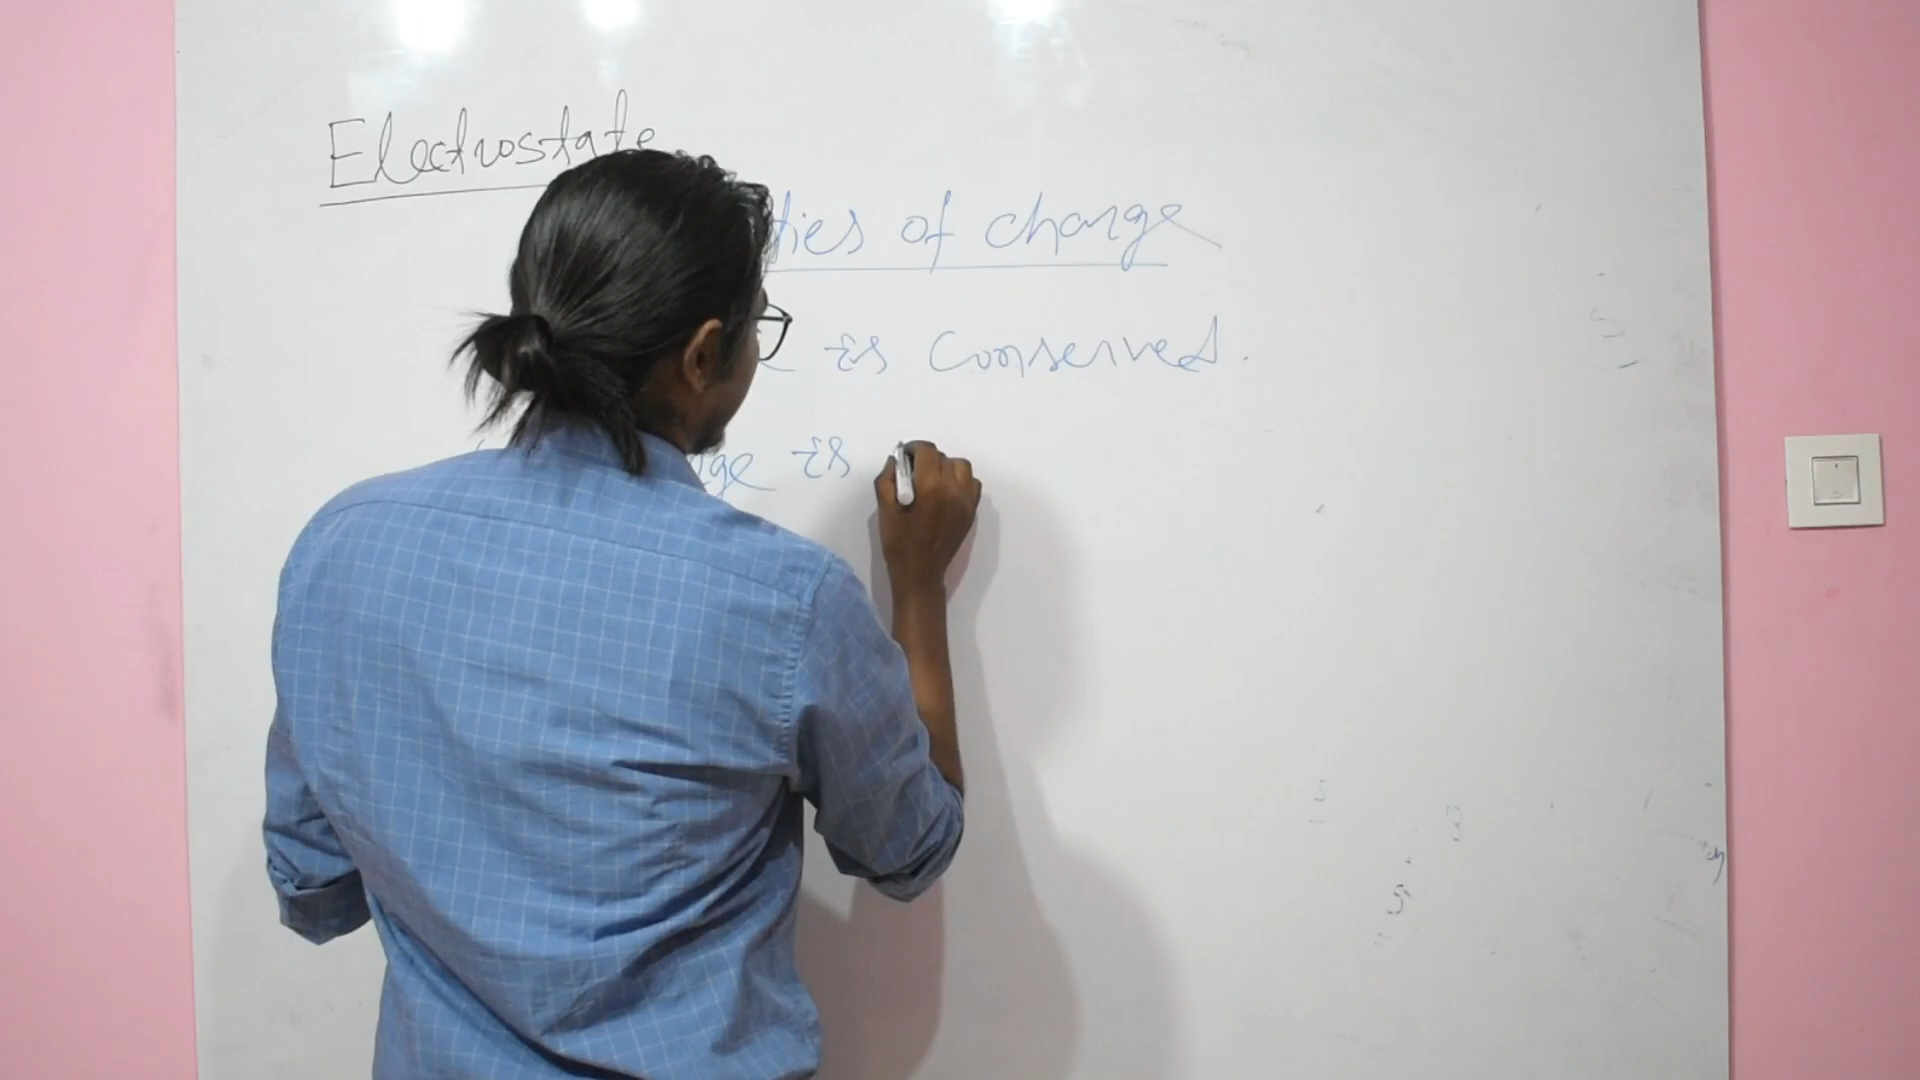 Electrostate
ties of charge
is conserved.
ge is